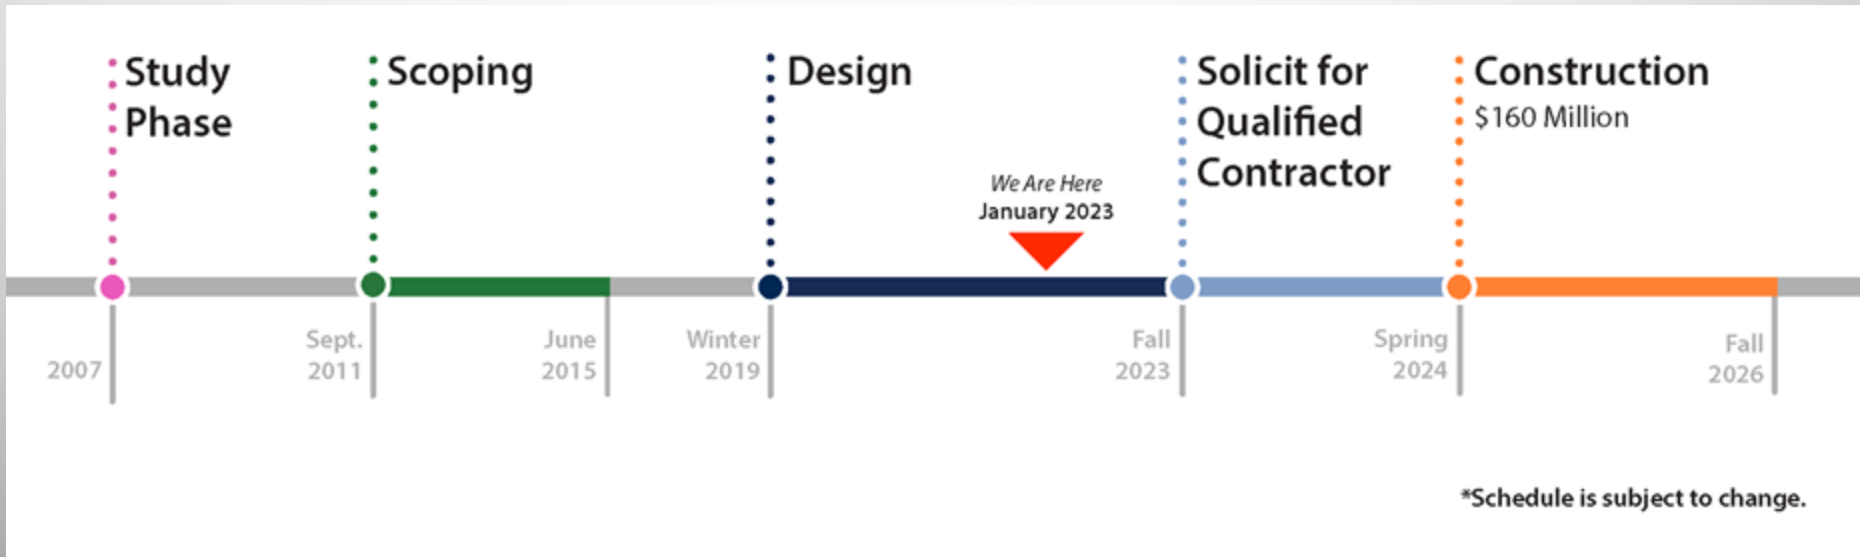 Study
Phase
Scoping
Design
Solicit for
Qualified
Contractor
Construction
$160 Million
We Are Here
January 2023
2007
Sept.
2011
June
2015
Winter
2019
Fall
2023
Spring
2024
Fall
2026
*Schedule is subject to change.